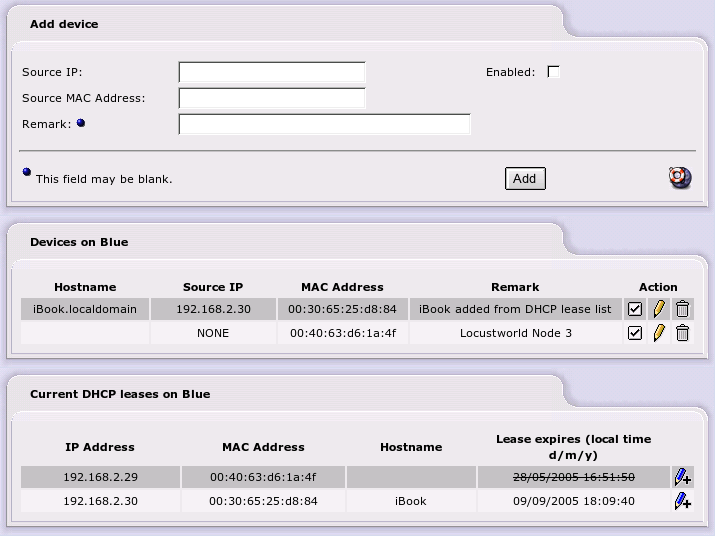 Add device
Source IP: Enabled:
Source MAC Address:
Remark:
This field may be blank. Add
Devices on Blue
Hostname Source IP MAC Address Remark Action
iBook.localdomain 192.168.2.30 00:30:65:25:d8:84 iBook added from DHCP lease list
NONE 00:40:63:d6:1a:4f Locustworld Node 3
Current DHCP leases on Blue
IP Address MAC Address Hostname Lease expires (local time
d/m/y)
192.168.2.29 00:40:63:d6:1a:4f 28/05/2005 16:51:50
192.168.2.30 00:30:65:25:d8:84 iBook 09/09/2005 18:09:40